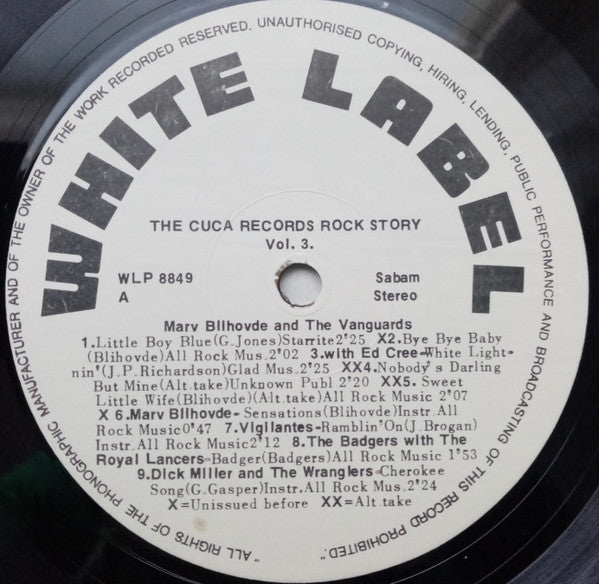 "ALL RIGHTS OF THE PHONOGRAPHIC MANUFACTURER AND OF THE OWNER OF THE WORK RECORDED RESERVED. UNAUTHORISED COPYING, HIRING, LENDING, PUBLIC PERFORMANCE AND BROADCASTING OF THIS RECORD PROHIBITED."
WHITE LABEL
THE CUCA RECORDS ROCK STORY
Vol. 3.
WLP 8849 Sabam
A Stereo
Marv Blihovde and The Vanguards
1.Little Boy Blue(G.Jones)Starrite2'25 X2.Bye Bye Baby
(Blihovde)All Rock Mus.2'02 3.with Ed Cree-White Light-
nin'(J.P.Richardson)Glad Mus.2'25 XX4.Nobody's Darling
But Mine(Alt.take)Unknown Publ 2'20 XX5. Sweet
Little Wife(Blihovde)(Alt.take)All Rock Music 2'07
X 6.Marv Blihovde-Sensations(Blihovde)Instr.All
Rock Music0'47 7.Vigilantes-Ramblin'On(J.Brogan)
Instr.All Rock Music2'12 8.The Badgers with The
Royal Lancers-Badger(Badgers)All Rock Music 1'53
9.Dick Miller and The Wranglers-Cherokee
Song(G.Gasper)Instr.All Rock Mus.2'24
X=Unissued before XX=Alt.take